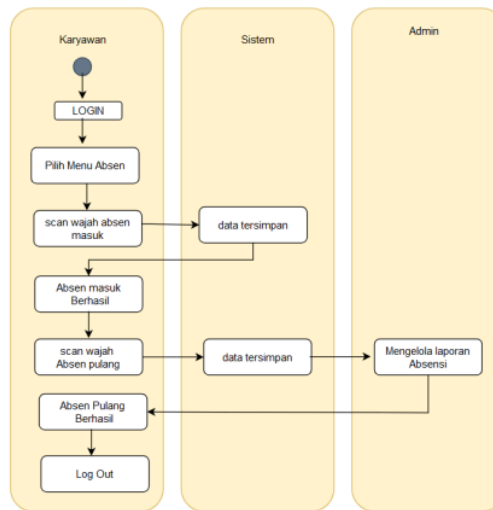 Karyawan
Sistem
Admin
LOGIN
Pilih Menu Absen
scan wajah absen
masuk
data tersimpan
Absen masuk
Berhasil
scan wajah
Absen pulang
data tersimpan
Mengelola laporan
Absensi
Absen Pulang
Berhasil
Log Out